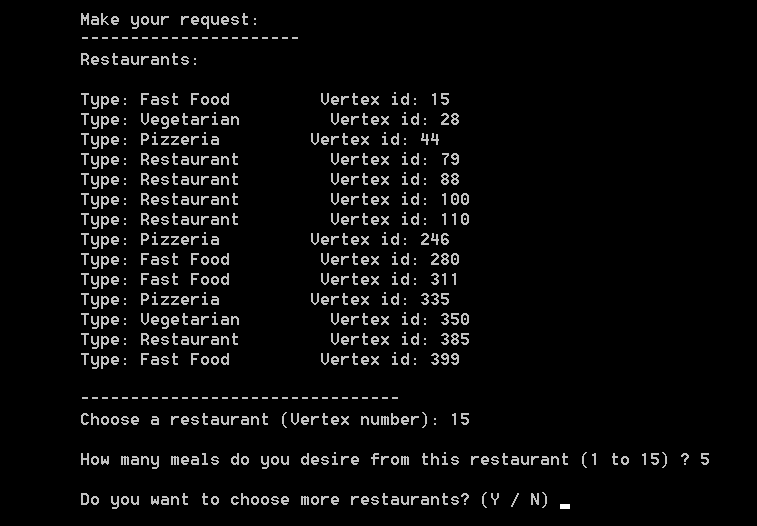 Make your request:
----------------------
Restaurants:
Type: Fast Food         Vertex id: 15
Type: Vegetarian         Vertex id: 28
Type: Pizzeria         Vertex id: 44
Type: Restaurant         Vertex id: 79
Type: Restaurant         Vertex id: 88
Type: Restaurant         Vertex id: 100
Type: Restaurant         Vertex id: 110
Type: Pizzeria         Vertex id: 246
Type: Fast Food         Vertex id: 280
Type: Fast Food         Vertex id: 311
Type: Pizzeria         Vertex id: 335
Type: Vegetarian         Vertex id: 350
Type: Restaurant         Vertex id: 385
Type: Fast Food         Vertex id: 399
--------------------------------
Choose a restaurant (Vertex number): 15
How many meals do you desire from this restaurant (1 to 15) ? 5
Do you want to choose more restaurants? (Y / N) _